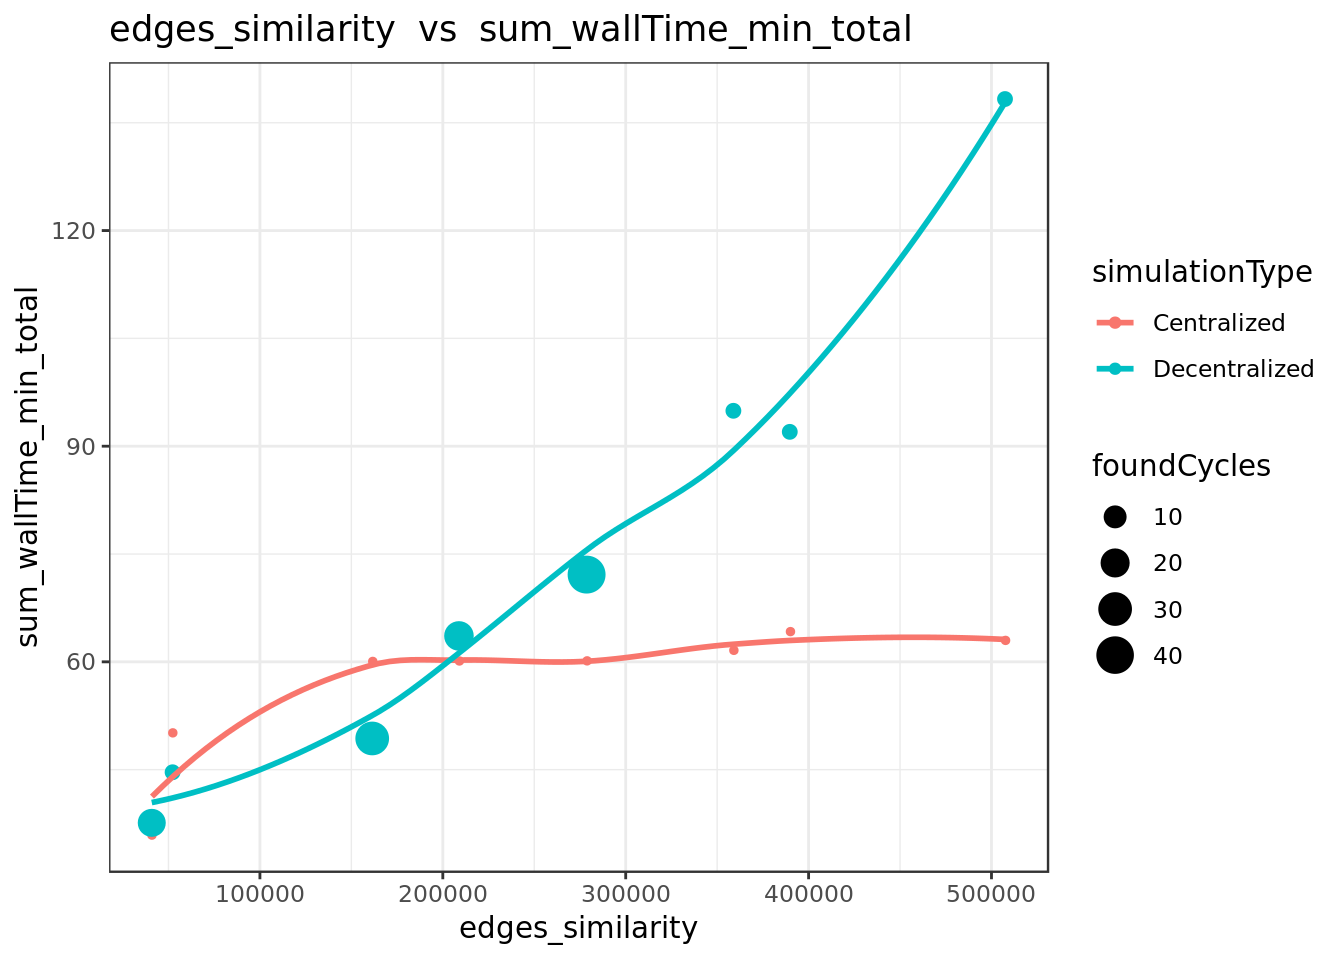 edges_similarity  vs  sum_wallTime_min_total
sum_wallTime_min_total
120
90
60
100000
200000
300000
400000
500000
edges_similarity
simulationType
Centralized
Decentralized
foundCycles
10
20
30
40